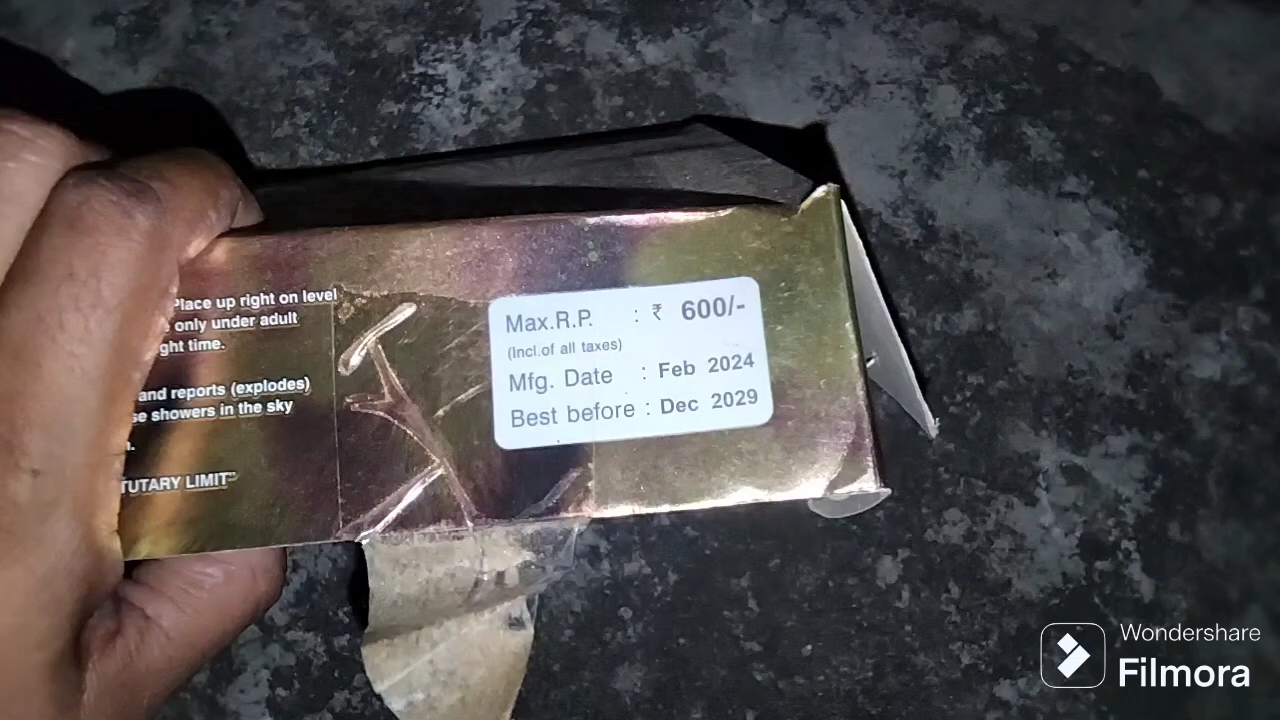 Place up right on level
only under adult
ght time.
and reports (explodes)
se showers in the sky
TUTARY LIMIT"
Max.R.P. : ₹ 600/-
(Incl.of all taxes)
Mfg. Date : Feb 2024
Best before : Dec 2029
Wondershare
Filmora